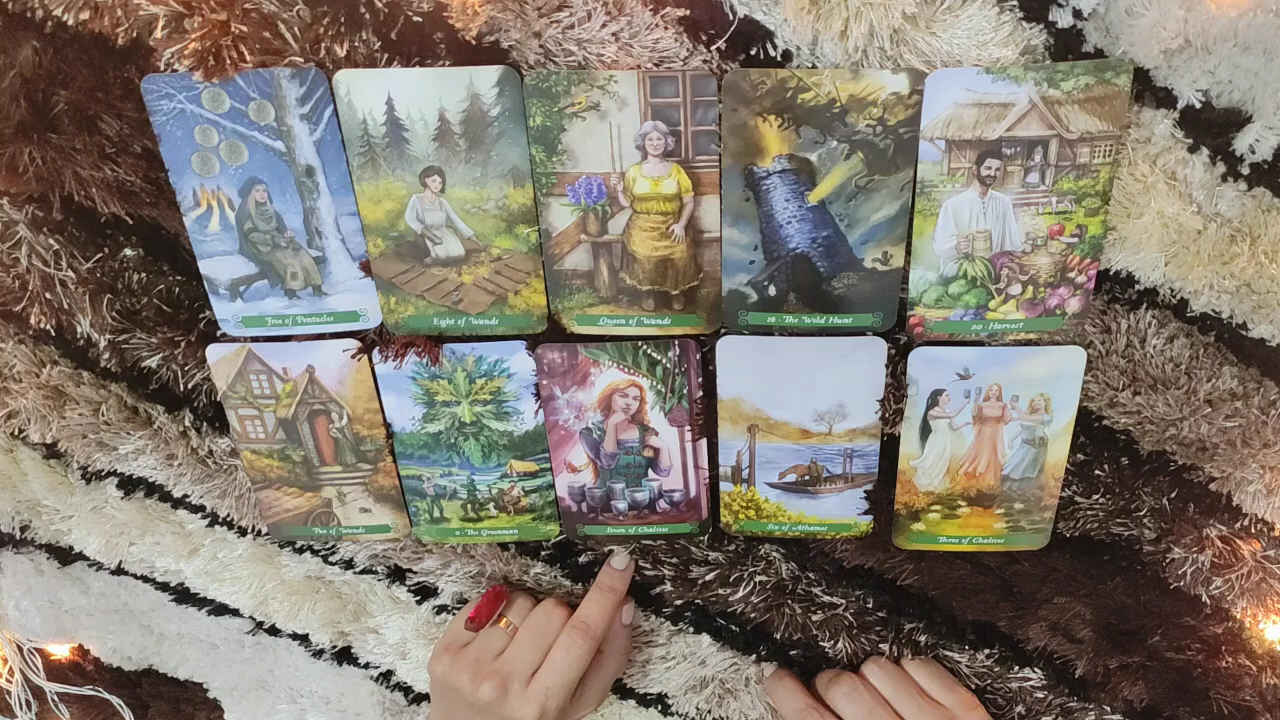 Five of Pentacles
Eight of Wands
Queen of Wands
16 · The Wild Hunt
20 · Harvest
Two of Wands
0 · The Greenman
Seven of Chalices
Six of Athames
Three of Chalices